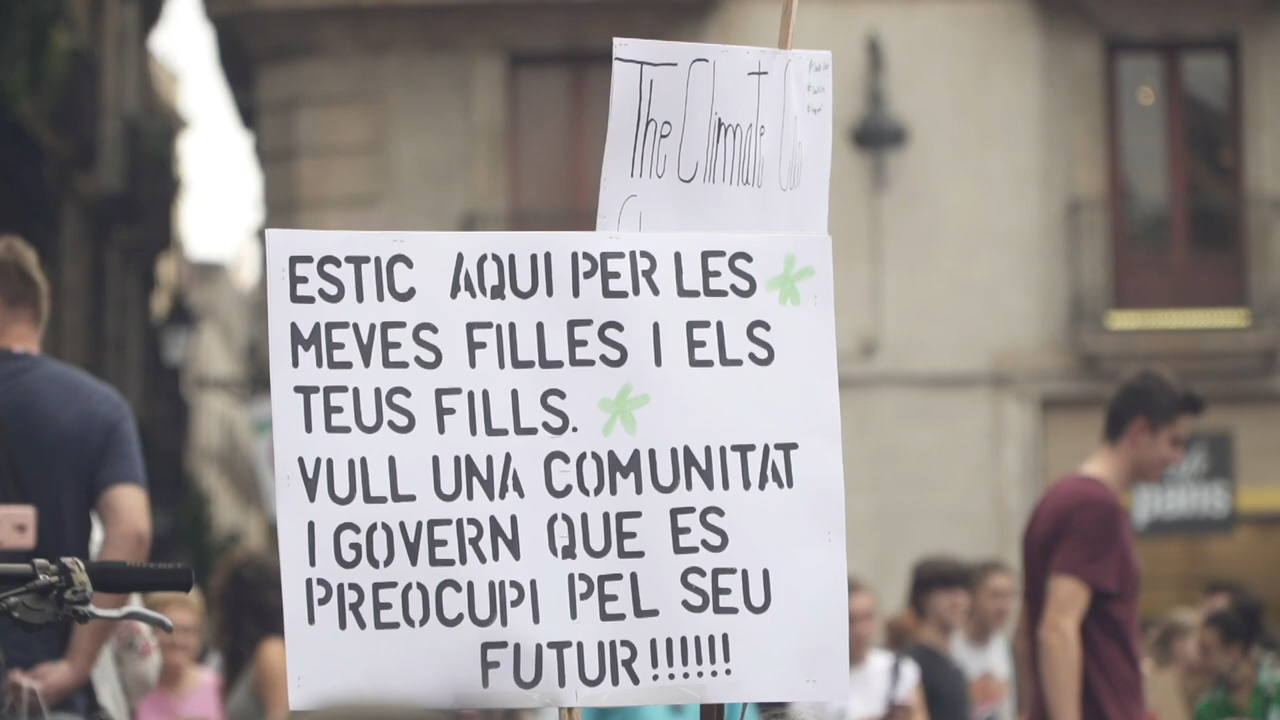 The Climate
ESTIC AQUI PER LES
MEVES FILLES I ELS
TEUS FILLS.
VULL UNA COMUNITAT
I GOVERN QUE ES
PREOCUPI PEL SEU
FUTUR!!!!!!
pans